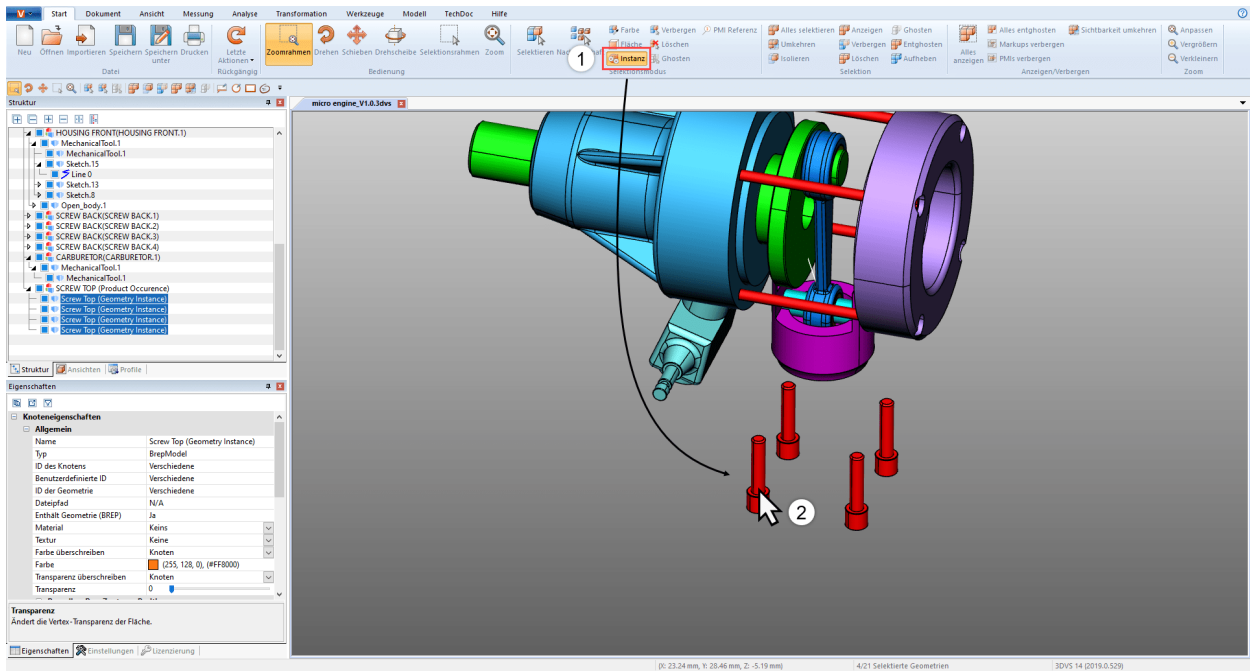 Start Dokument Ansicht Messung Analyse Transformation Werkzeuge Modell TechDoc Hilfe
Neu Öffnen Importieren Speichern Speichern unter Drucken
Datei
Letzte Aktionen
Rückgängig
Zoomrahmen Drehen Schieben Drehscheibe Selektionsrahmen Zoom
Bedienung
Selektieren
Farbe Verbergen PMI Referenz
Fläche Löschen
Instanz Ghosten
Selektionsmodus
1
Alles selektieren Anzeigen Ghosten
Umkehren Verbergen Entghosten
Isolieren Löschen Aufheben
Selektion
Alles anzeigen
Alles entghosten Sichtbarkeit umkehren
Markups verbergen
PMIs verbergen
Anzeigen/Verbergen
Anpassen
Vergrößern
Verkleinern
Zoom
Struktur
micro engine_V1.0.3dvs
HOUSING FRONT(HOUSING FRONT.1)
MechanicalTool.1
MechanicalTool.1
Sketch.15
Line 0
Sketch.13
Sketch.8
Open_body.1
SCREW BACK(SCREW BACK.1)
SCREW BACK(SCREW BACK.2)
SCREW BACK(SCREW BACK.3)
SCREW BACK(SCREW BACK.4)
CARBURETOR(CARBURETOR.1)
MechanicalTool.1
MechanicalTool.1
SCREW TOP (Product Occurence)
Screw Top (Geometry Instance)
Screw Top (Geometry Instance)
Screw Top (Geometry Instance)
Screw Top (Geometry Instance)
Struktur Ansichten Profile
Eigenschaften
Knoteneigenschaften
Allgemein
Name Screw Top (Geometry Instance)
Typ BrepModel
ID des Knotens Verschiedene
Benutzerdefinierte ID Verschiedene
ID der Geometrie Verschiedene
Dateipfad N/A
Enthält Geometrie (BREP) Ja
Material Keins
Textur Keine
Farbe überschreiben Knoten
Farbe (255, 128, 0), (#FF8000)
Transparenz überschreiben Knoten
Transparenz 0
Transparenz
Ändert die Vertex-Transparenz der Fläche.
Eigenschaften Einstellungen Lizenzierung
2
(X: 23.24 mm, Y: 28.46 mm, Z: -5.19 mm) 4/21 Selektierte Geometrien 3DVS 14 (2019.0.529)